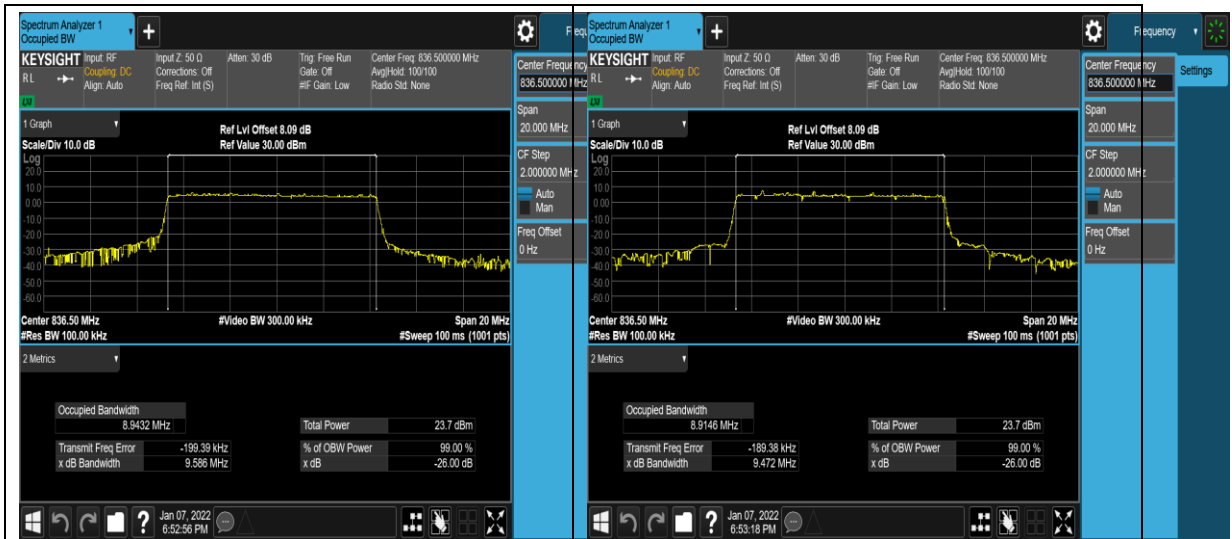 Spectrum Analyzer 1
Occupied BW
KEYSIGHT
R L
Input: RF
Coupling: DC
Align: Auto
Input Z: 50 Ω
Corrections: Off
Freq Ref: Int (S)
Atten: 30 dB
Trig: Free Run
Gate: Off
#IF Gain: Low
Center Freq: 836.500000 MHz
Avg|Hold: 100/100
Radio Std: None
1 Graph
Scale/Div 10.0 dB
Ref Lvl Offset 8.09 dB
Ref Value 30.00 dBm
Log
20.0
10.0
0.00
-10.0
-20.0
-30.0
-40.0
-50.0
-60.0
Center 836.50 MHz
#Video BW 300.00 kHz
Span 20 MHz
#Res BW 100.00 kHz
#Sweep 100 ms (1001 pts)
2 Metrics
Occupied Bandwidth
8.9432 MHz
Total Power 23.7 dBm
Transmit Freq Error -199.39 kHz
% of OBW Power 99.00 %
x dB Bandwidth 9.586 MHz
x dB -26.00 dB
?
Jan 07, 2022
6:52:56 PM
Frequ
Center Frequency
836.500000 MHz
Span
20.000 MHz
CF Step
2.000000 MHz
Auto
Man
Freq Offset
0 Hz
Spectrum Analyzer 1
Occupied BW
KEYSIGHT
R L
Input: RF
Coupling: DC
Align: Auto
Input Z: 50 Ω
Corrections: Off
Freq Ref: Int (S)
Atten: 30 dB
Trig: Free Run
Gate: Off
#IF Gain: Low
Center Freq: 836.500000 MHz
Avg|Hold: 100/100
Radio Std: None
1 Graph
Scale/Div 10.0 dB
Ref Lvl Offset 8.09 dB
Ref Value 30.00 dBm
Log
20.0
10.0
0.00
-10.0
-20.0
-30.0
-40.0
-50.0
-60.0
Center 836.50 MHz
#Video BW 300.00 kHz
Span 20 MHz
#Res BW 100.00 kHz
#Sweep 100 ms (1001 pts)
2 Metrics
Occupied Bandwidth
8.9146 MHz
Total Power 23.7 dBm
Transmit Freq Error -189.38 kHz
% of OBW Power 99.00 %
x dB Bandwidth 9.472 MHz
x dB -26.00 dB
?
Jan 07, 2022
6:53:18 PM
Frequency
Center Frequency
836.500000 MHz
Settings
Span
20.000 MHz
CF Step
2.000000 MHz
Auto
Man
Freq Offset
0 Hz